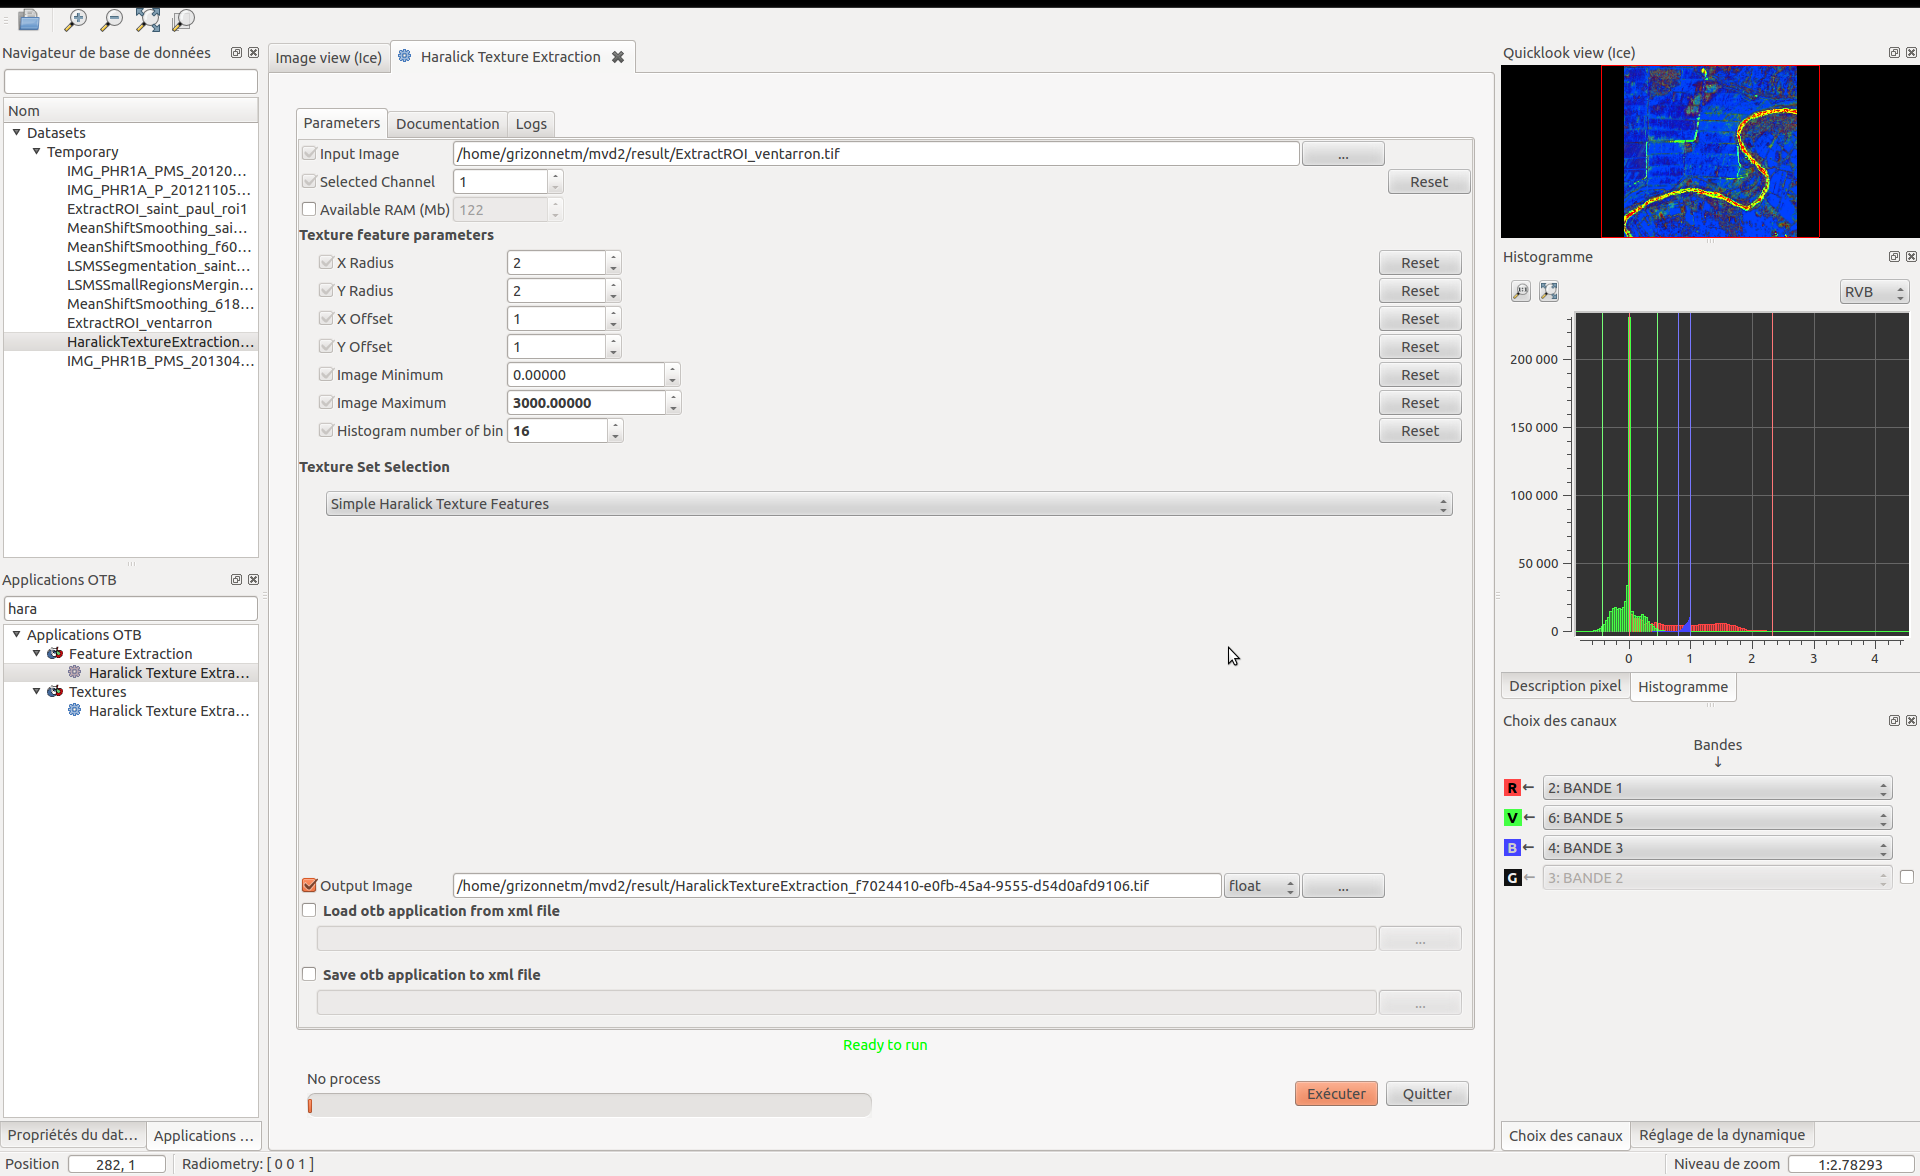 Navigateur de base de données
Nom
Datasets
Temporary
IMG_PHR1A_PMS_20120...
IMG_PHR1A_P_20121105...
ExtractROI_saint_paul_roi1
MeanShiftSmoothing_sai...
MeanShiftSmoothing_f60...
LSMSSegmentation_saint...
LSMSSmallRegionsMergin...
MeanShiftSmoothing_618...
ExtractROI_ventarron
HaralickTextureExtraction...
IMG_PHR1B_PMS_201304...
Applications OTB
hara
Applications OTB
Feature Extraction
Haralick Texture Extra...
Textures
Haralick Texture Extra...
Propriétés du dat...
Applications ...
Image view (Ice)
Haralick Texture Extraction
Parameters
Documentation
Logs
Input Image /home/grizonnetm/mvd2/result/ExtractROI_ventarron.tif ...
Selected Channel 1 Reset
Available RAM (Mb) 122
Texture feature parameters
X Radius 2 Reset
Y Radius 2 Reset
X Offset 1 Reset
Y Offset 1 Reset
Image Minimum 0.00000 Reset
Image Maximum 3000.00000 Reset
Histogram number of bin 16 Reset
Texture Set Selection
Simple Haralick Texture Features
Output Image /home/grizonnetm/mvd2/result/HaralickTextureExtraction_f7024410-e0fb-45a4-9555-d54d0afd9106.tif float ...
Load otb application from xml file
...
Save otb application to xml file
...
Ready to run
No process
Exécuter
Quitter
Quicklook view (Ice)
Histogramme
RVB
200 000
150 000
100 000
50 000
0
0 1 2 3 4
Description pixel
Histogramme
Choix des canaux
Bandes
↓
R ← 2: BANDE 1
V ← 6: BANDE 5
B ← 4: BANDE 3
G ← 3: BANDE 2
Choix des canaux
Réglage de la dynamique
Position 282, 1 Radiometry: [ 0 0 1 ]
Niveau de zoom 1:2.78293